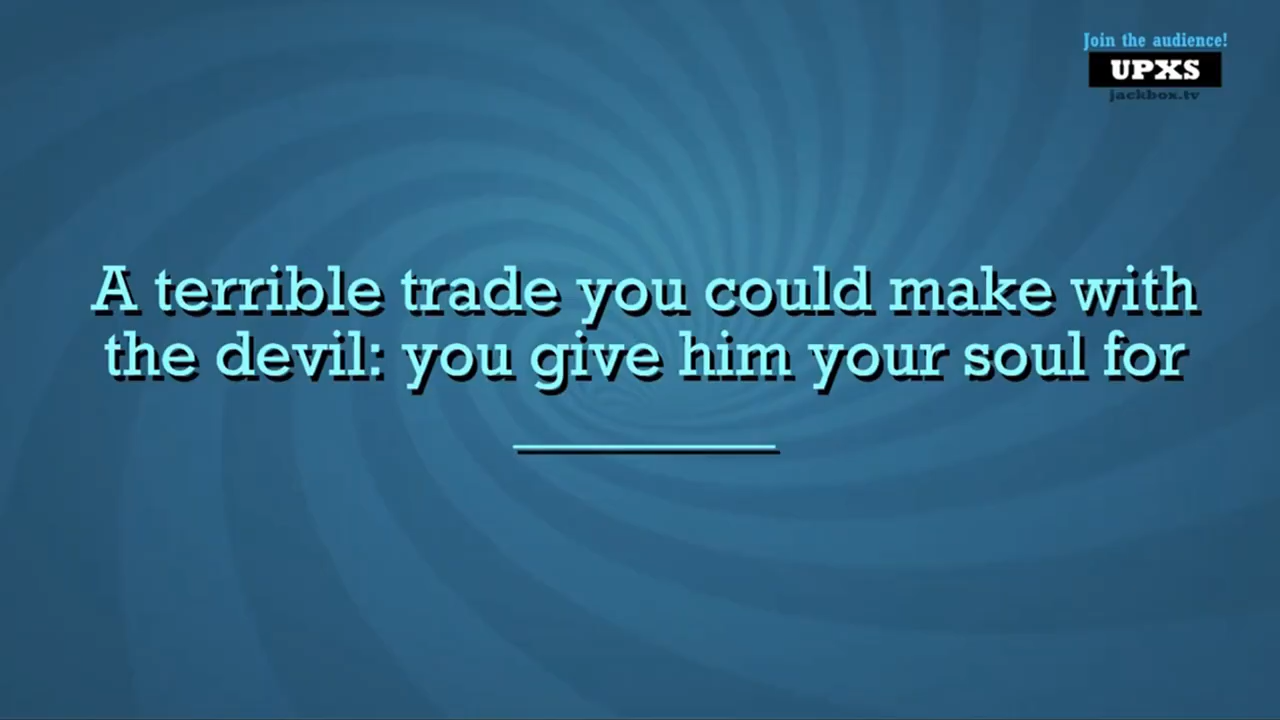 Join the audience!
UPXS
jackbox.tv
A terrible trade you could make with
the devil: you give him your soul for